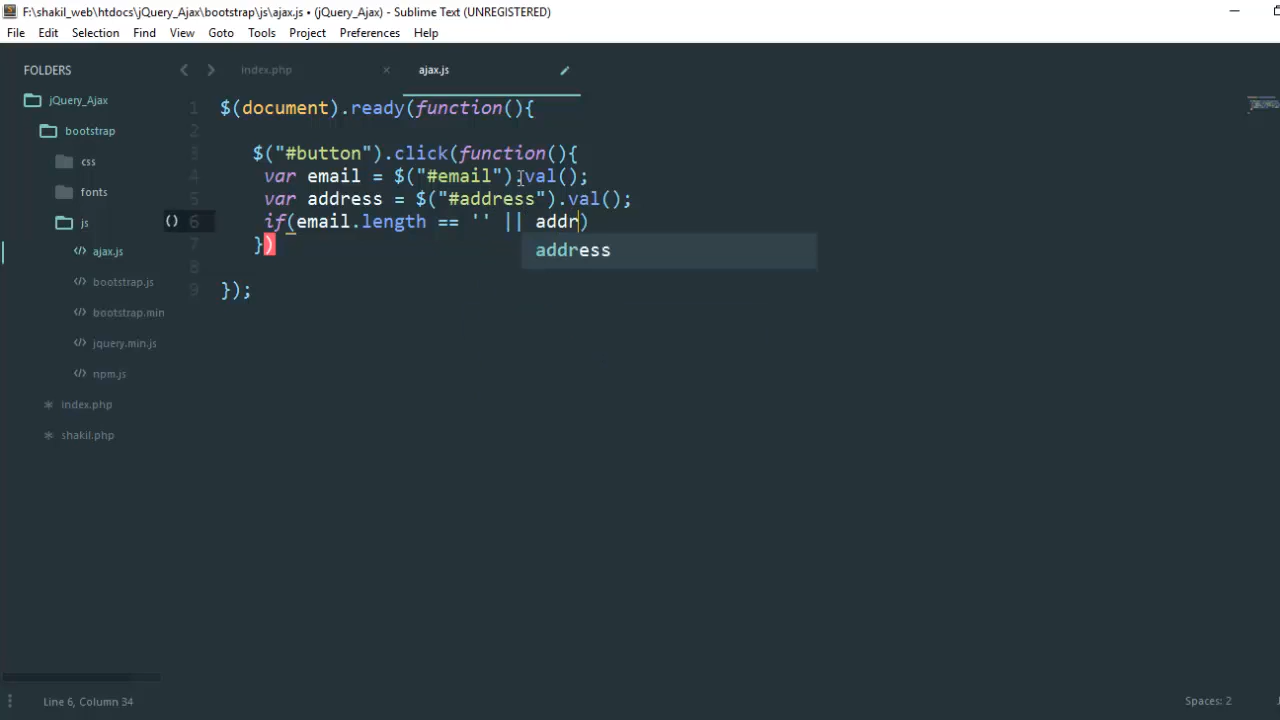 F:\shakil_web\htdocs\jQuery_Ajax\bootstrap\js\ajax.js • (jQuery_Ajax) - Sublime Text (UNREGISTERED)
File Edit Selection Find View Goto Tools Project Preferences Help
FOLDERS
jQuery_Ajax
bootstrap
css
fonts
js
ajax.js
bootstrap.js
bootstrap.min
jquery.min.js
npm.js
index.php
shakil.php
index.php × ajax.js
1 $(document).ready(function(){
2
3 $("#button").click(function(){
4 var email = $("#email").val();
5 var address = $("#address").val();
6 if(email.length == '' || addr)
address
7 })
8
9 });
Line 6, Column 34
Spaces: 2